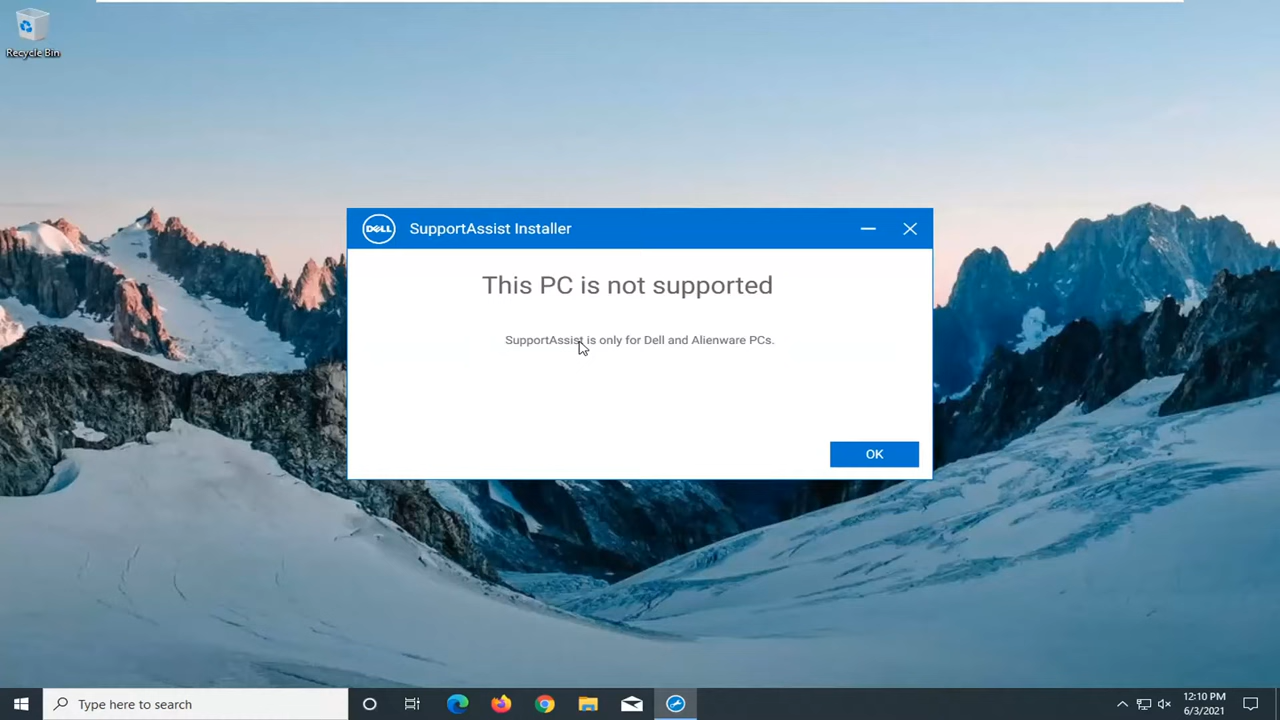 Recycle Bin
DELL
SupportAssist Installer
This PC is not supported
SupportAssist is only for Dell and Alienware PCs.
OK
Type here to search
12:10 PM
6/3/2021